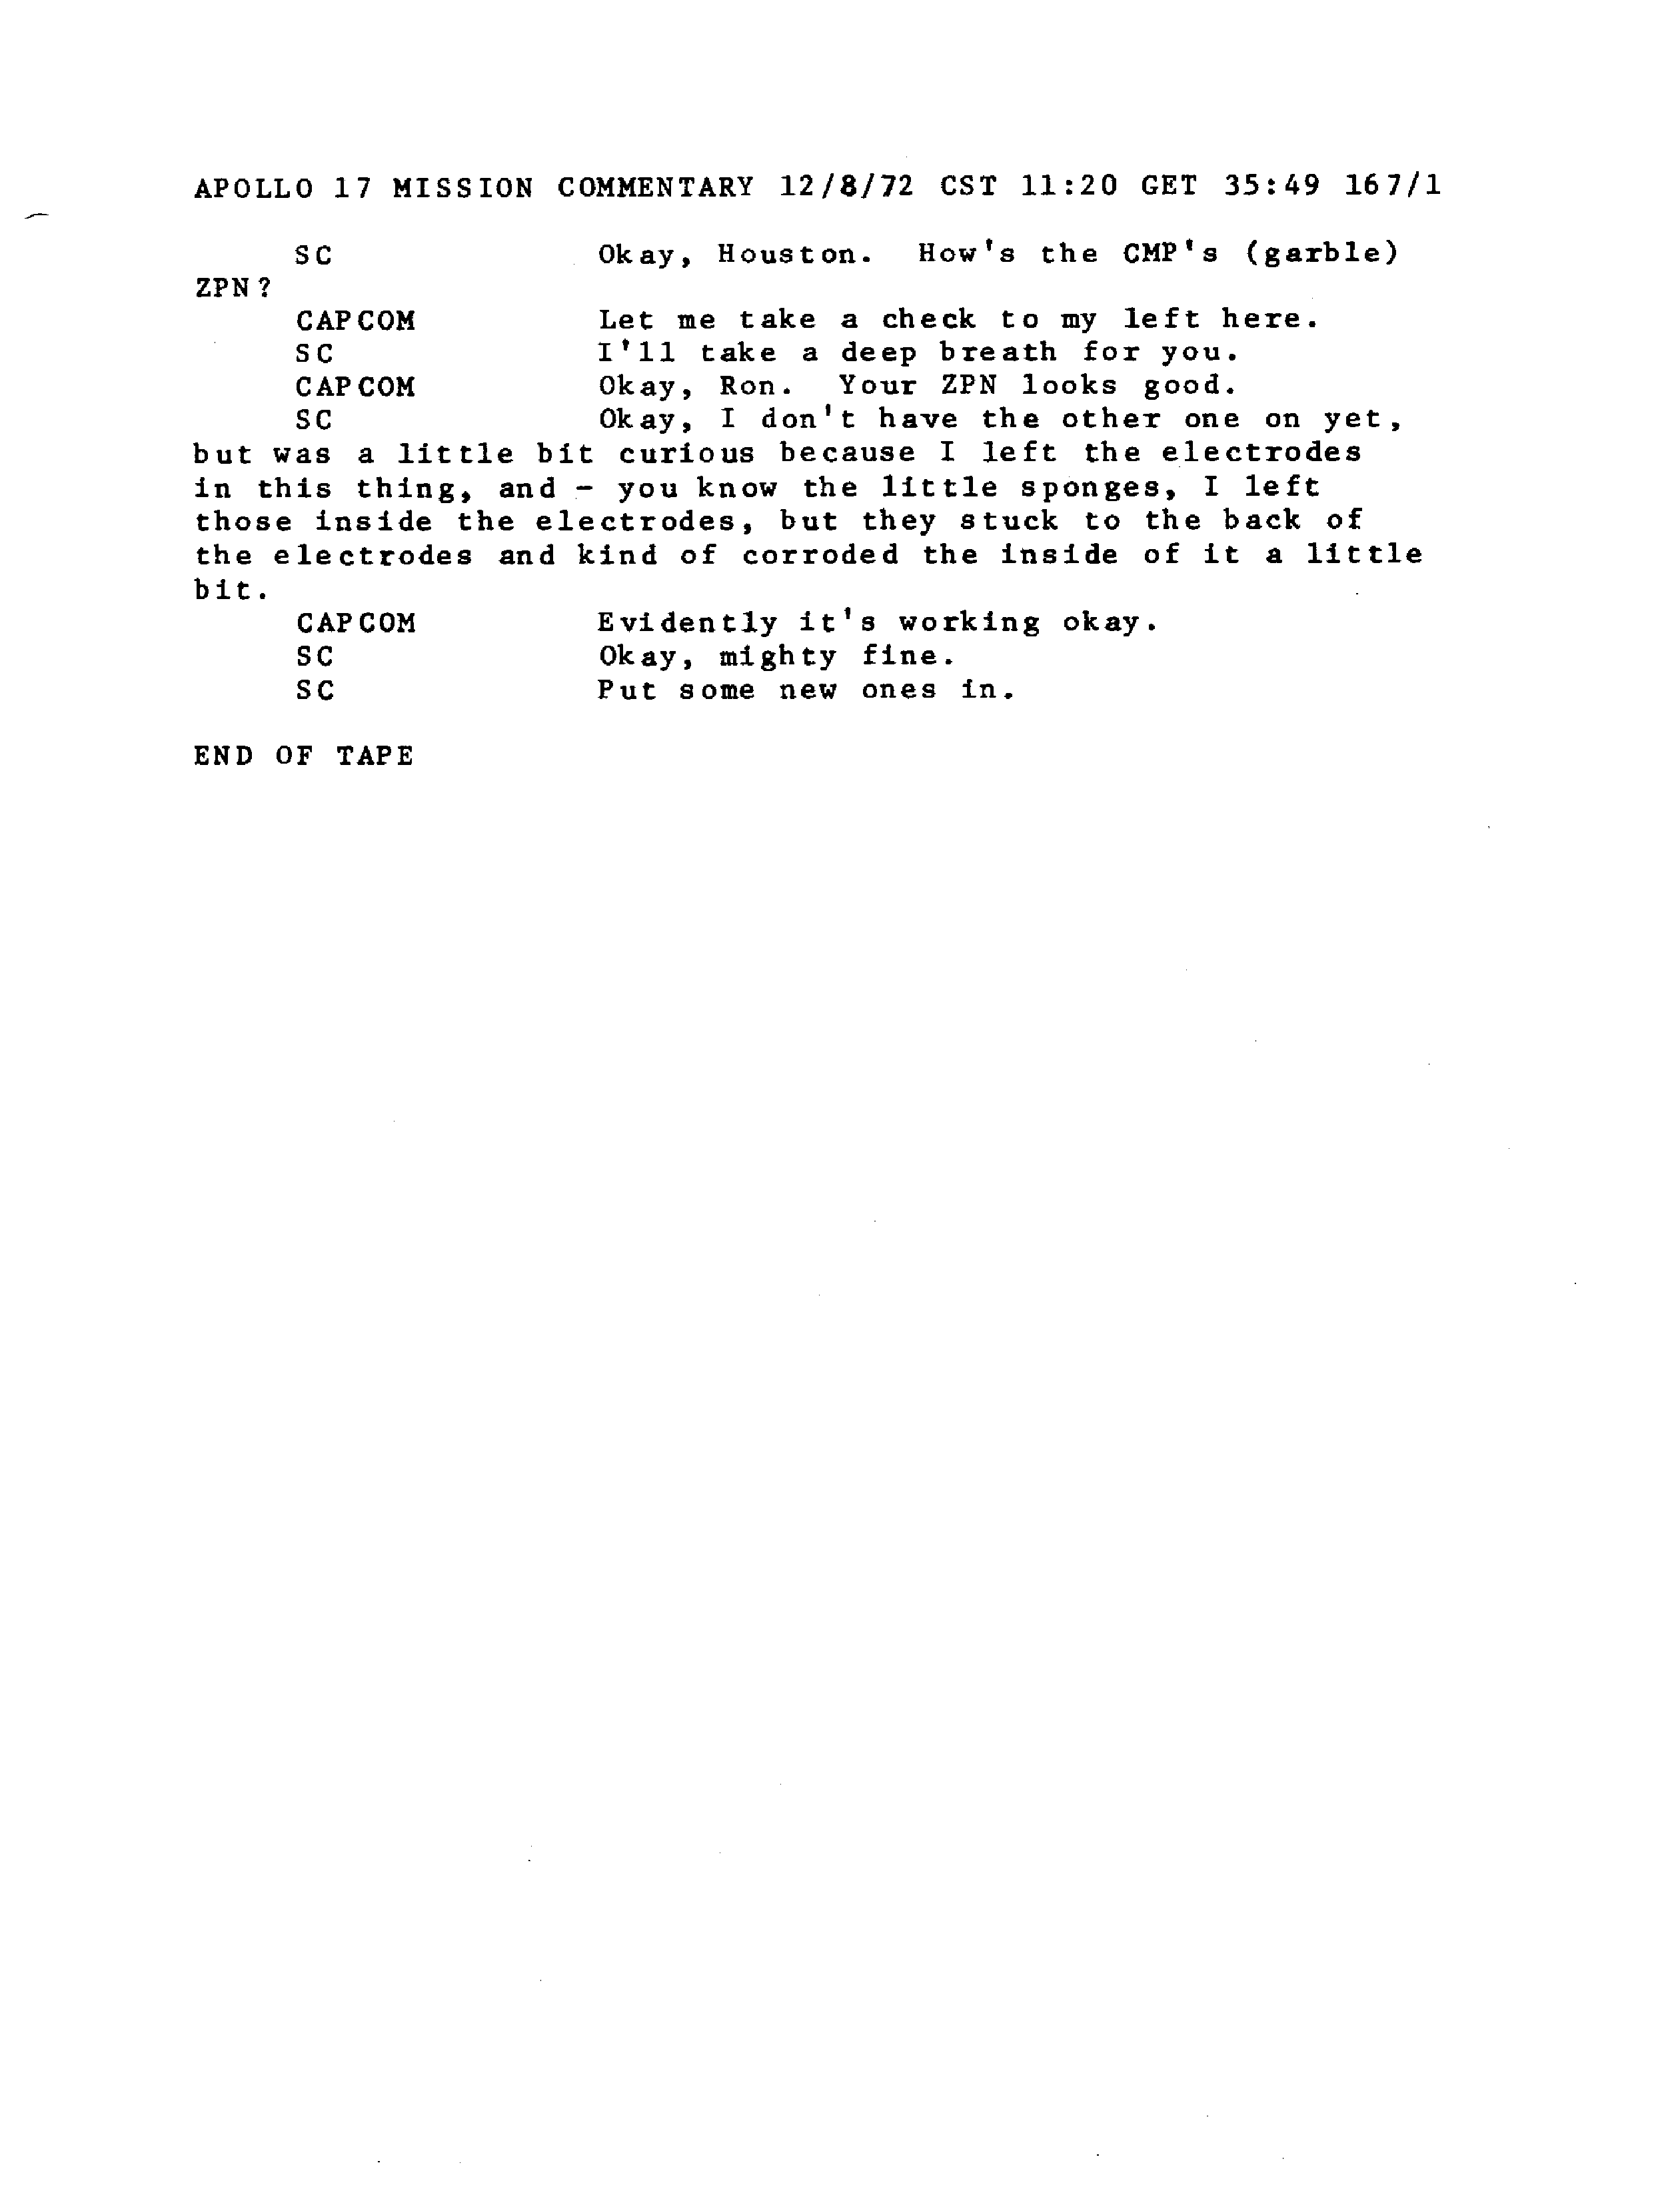 APOLLO 17 MISSION COMMENTARY 12/8/72 CST 11:20 GET 35:49 167/1
SC Okay, Houston. How's the CMP's (garble)
ZPN?
CAPCOM Let me take a check to my left here.
SC I'll take a deep breath for you.
CAPCOM Okay, Ron. Your ZPN looks good.
SC Okay, I don't have the other one on yet,
but was a little bit curious because I left the electrodes
in this thing, and - you know the little sponges, I left
those inside the electrodes, but they stuck to the back of
the electrodes and kind of corroded the inside of it a little
bit.
CAPCOM Evidently it's working okay.
SC Okay, mighty fine.
SC Put some new ones in.
END OF TAPE